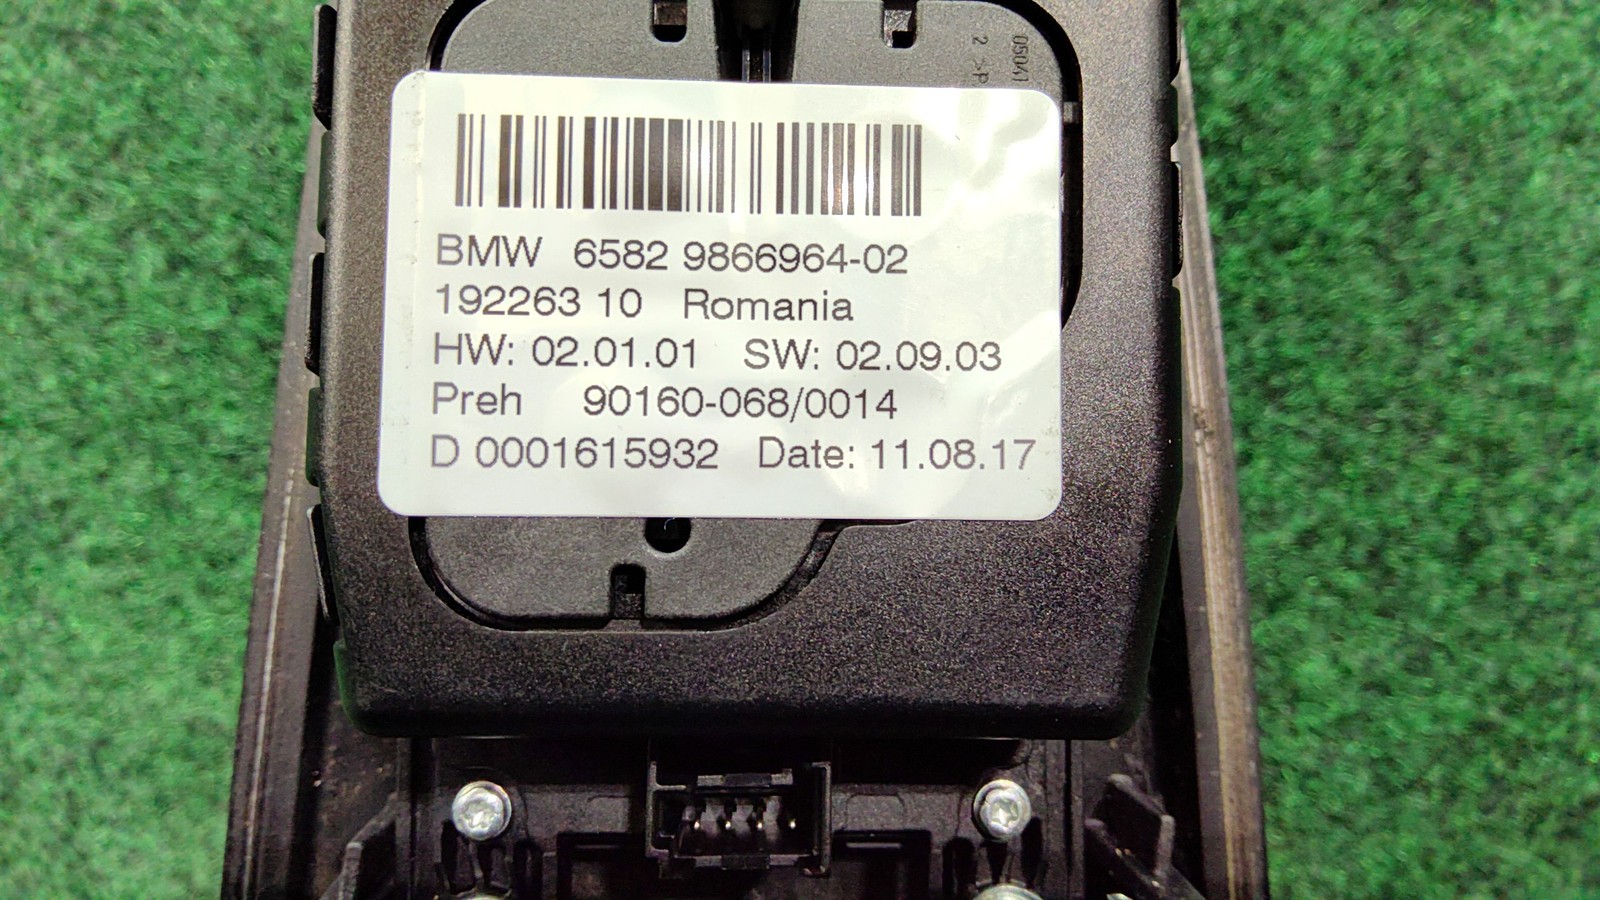 BMW 6582 9866964-02
192263 10 Romania
HW: 02.01.01 SW: 02.09.03
Preh 90160-068/0014
D 0001615932 Date: 11.08.17